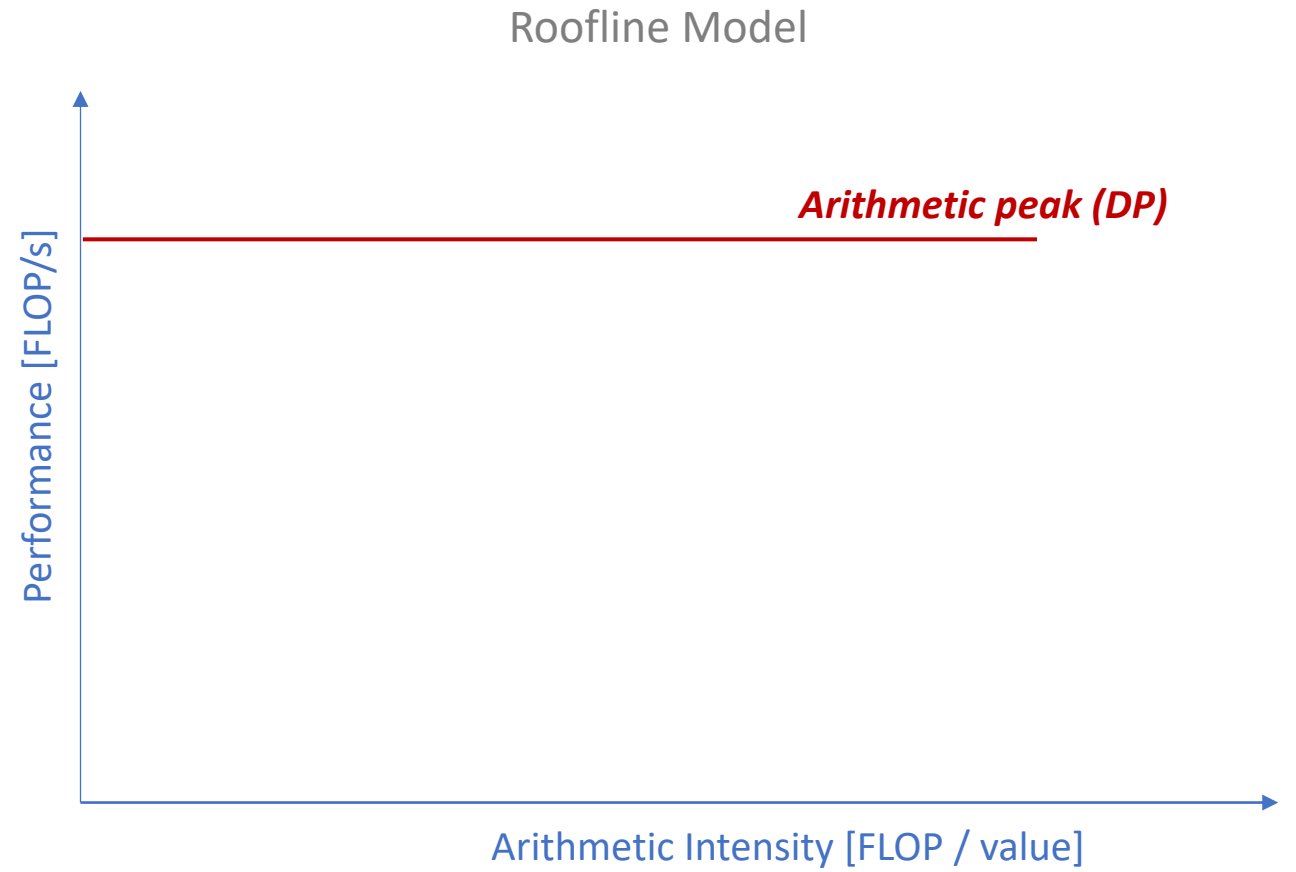 Roofline Model
Arithmetic peak (DP)
Performance [FLOP/s]
Arithmetic Intensity [FLOP / value]